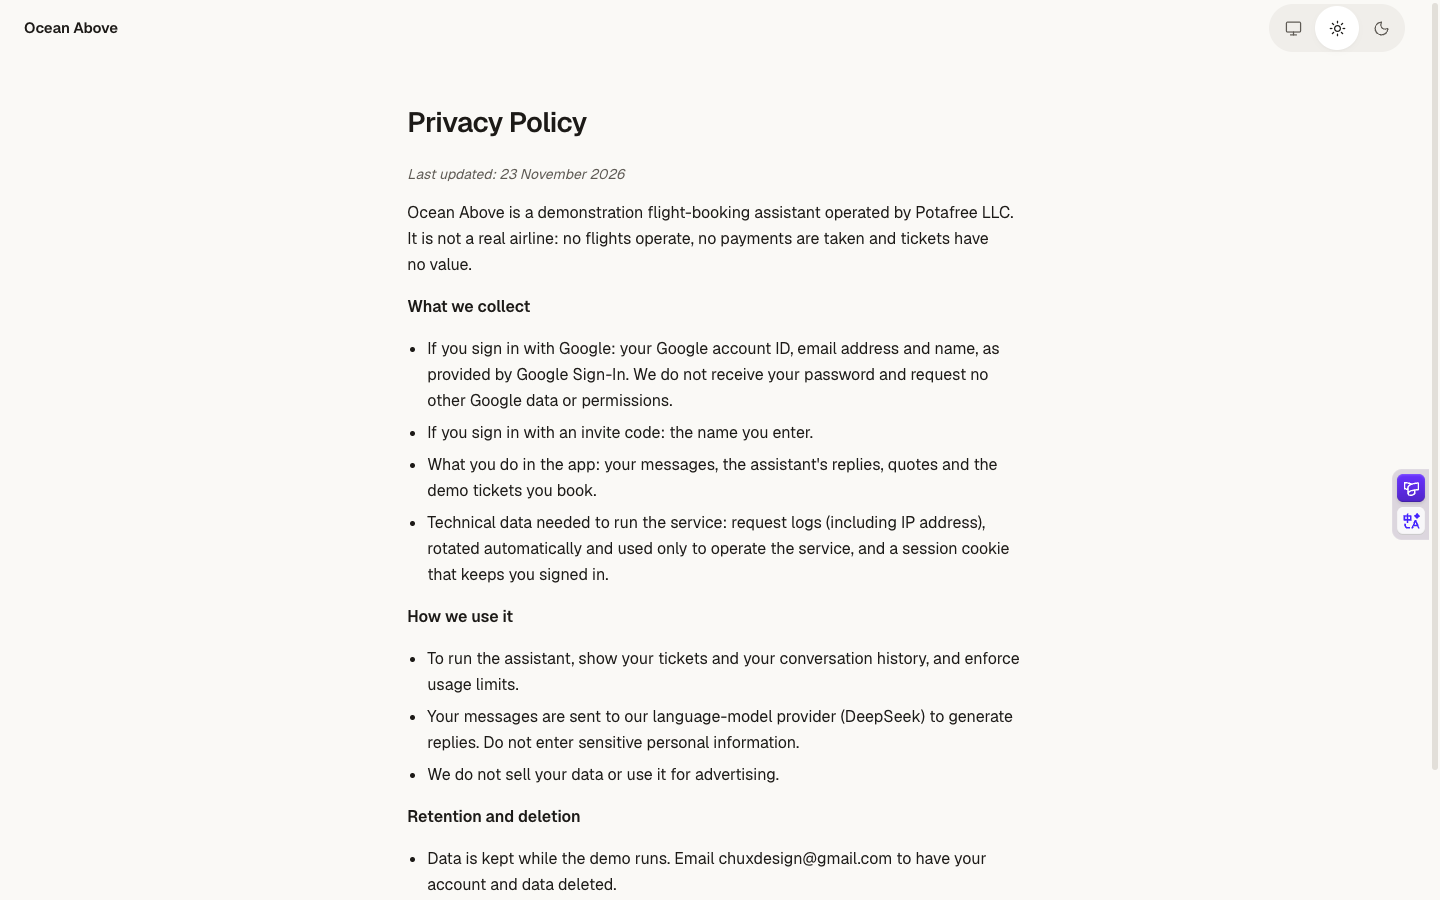 Ocean Above
Privacy Policy
Last updated: 23 November 2026
Ocean Above is a demonstration flight-booking assistant operated by Potafree LLC.
It is not a real airline: no flights operate, no payments are taken and tickets have
no value.
What we collect
• If you sign in with Google: your Google account ID, email address and name, as
provided by Google Sign-In. We do not receive your password and request no
other Google data or permissions.
• If you sign in with an invite code: the name you enter.
• What you do in the app: your messages, the assistant's replies, quotes and the
demo tickets you book.
• Technical data needed to run the service: request logs (including IP address),
rotated automatically and used only to operate the service, and a session cookie
that keeps you signed in.
How we use it
• To run the assistant, show your tickets and your conversation history, and enforce
usage limits.
• Your messages are sent to our language-model provider (DeepSeek) to generate
replies. Do not enter sensitive personal information.
• We do not sell your data or use it for advertising.
Retention and deletion
• Data is kept while the demo runs. Email chuxdesign@gmail.com to have your
account and data deleted.
中A